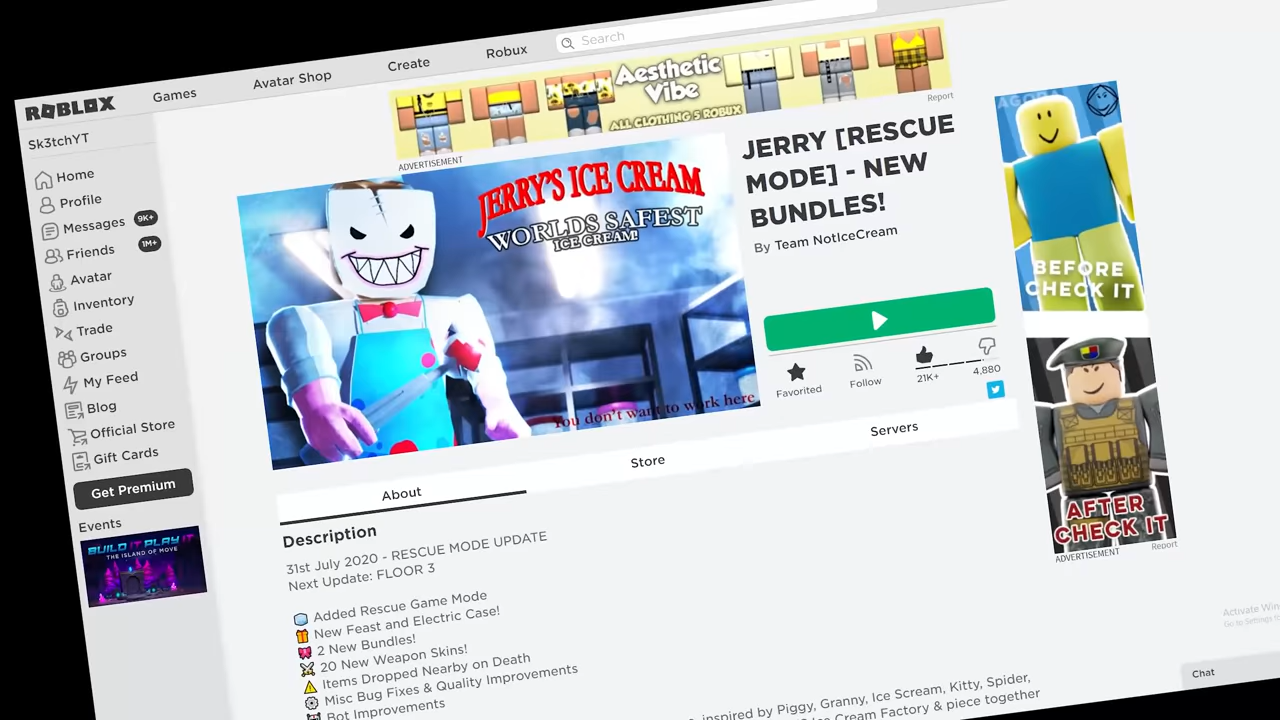 ROBLOX
Games
Avatar Shop
Create
Robux
Search
Sk3tchYT
Home
Profile
Messages 9K+
Friends 1M+
Avatar
Inventory
Trade
Groups
My Feed
Blog
Official Store
Gift Cards
Get Premium
Events
BUILD IT PLAY IT
THE ISLAND OF MOVE
Aesthetic
Vibe
ALL CLOTHING 5 ROBUX
ADVERTISEMENT
Report
JERRY'S ICE CREAM
WORLDS SAFEST
ICE CREAM!
You don't want to work here
JERRY [RESCUE
MODE] - NEW
BUNDLES!
By Team NotIceCream
Favorited
Follow
21K+
4,880
About
Store
Servers
Description
31st July 2020 - RESCUE MODE UPDATE
Next Update: FLOOR 3
Added Rescue Game Mode
New Feast and Electric Case!
2 New Bundles!
20 New Weapon Skins!
Items Dropped Nearby on Death
Misc Bug Fixes & Quality Improvements
Bot Improvements
inspired by Piggy, Granny, Ice Scream, Kitty, Spider,
Ice Cream Factory & piece together
AGORA
BEFORE
CHECK IT
AFTER
CHECK IT
ADVERTISEMENT
Report
Activate Win
Go to Settings to
Chat